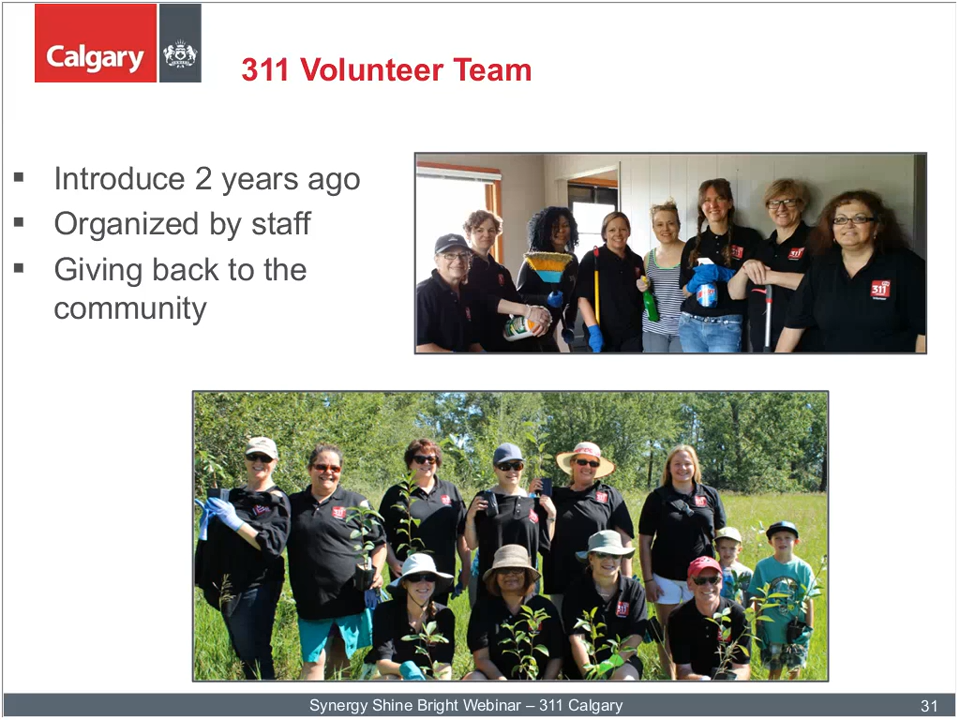 Calgary
311 Volunteer Team
▪ Introduce 2 years ago
▪ Organized by staff
▪ Giving back to the
community
311
Synergy Shine Bright Webinar – 311 Calgary
31